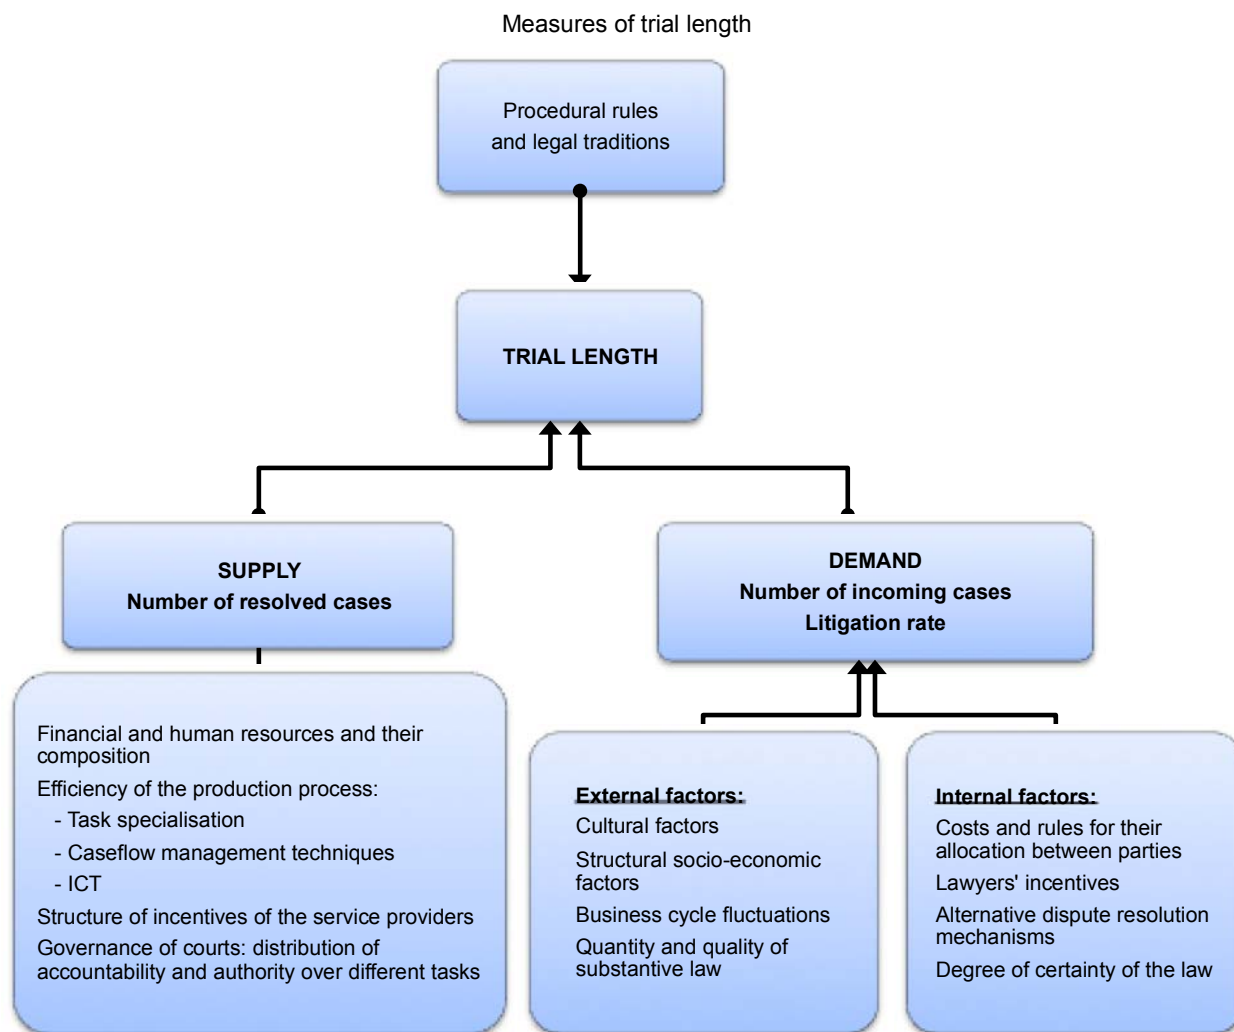 Measures of trial length
Procedural rules
and legal traditions
TRIAL LENGTH
SUPPLY
Number of resolved cases
DEMAND
Number of incoming cases
Litigation rate
Financial and human resources and their
composition
Efficiency of the production process:
- Task specialisation
- Caseflow management techniques
- ICT
Structure of incentives of the service providers
Governance of courts: distribution of
accountability and authority over different tasks
External factors:
Cultural factors
Structural socio-economic
factors
Business cycle fluctuations
Quantity and quality of
substantive law
Internal factors:
Costs and rules for their
allocation between parties
Lawyers' incentives
Alternative dispute resolution
mechanisms
Degree of certainty of the law